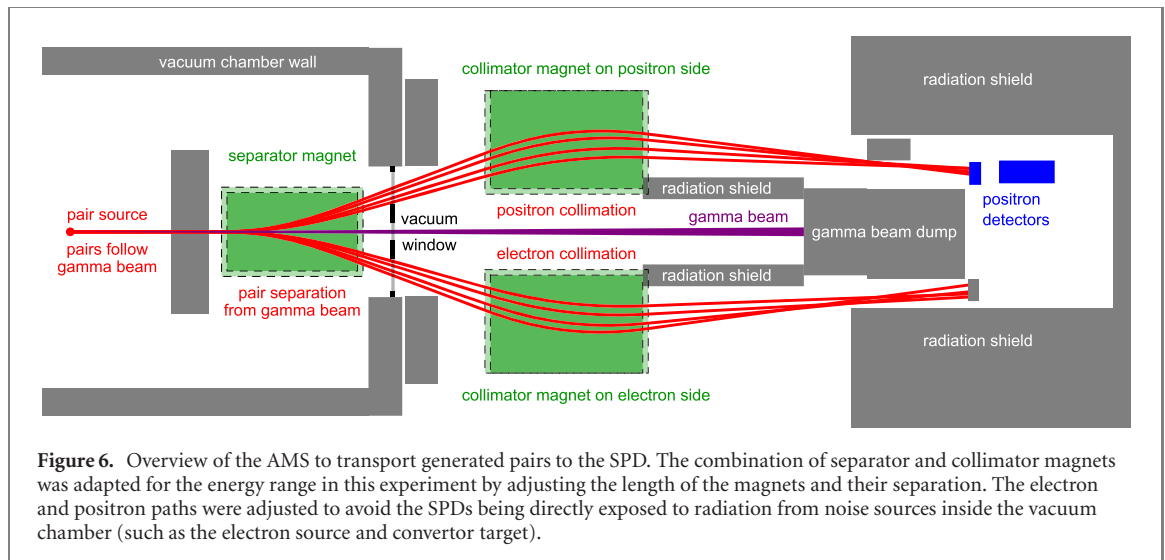 vacuum chamber wall
collimator magnet on positron side
radiation shield
separator magnet
radiation shield
positron
detectors
pair source
positron collimation
gamma beam
vacuum
window
gamma beam dump
pairs follow
gamma beam
electron collimation
radiation shield
pair separation
from gamma beam
radiation shield
collimator magnet on electron side
Figure 6. Overview of the AMS to transport generated pairs to the SPD. The combination of separator and collimator magnets
was adapted for the energy range in this experiment by adjusting the length of the magnets and their separation. The electron
and positron paths were adjusted to avoid the SPDs being directly exposed to radiation from noise sources inside the vacuum
chamber (such as the electron source and convertor target).